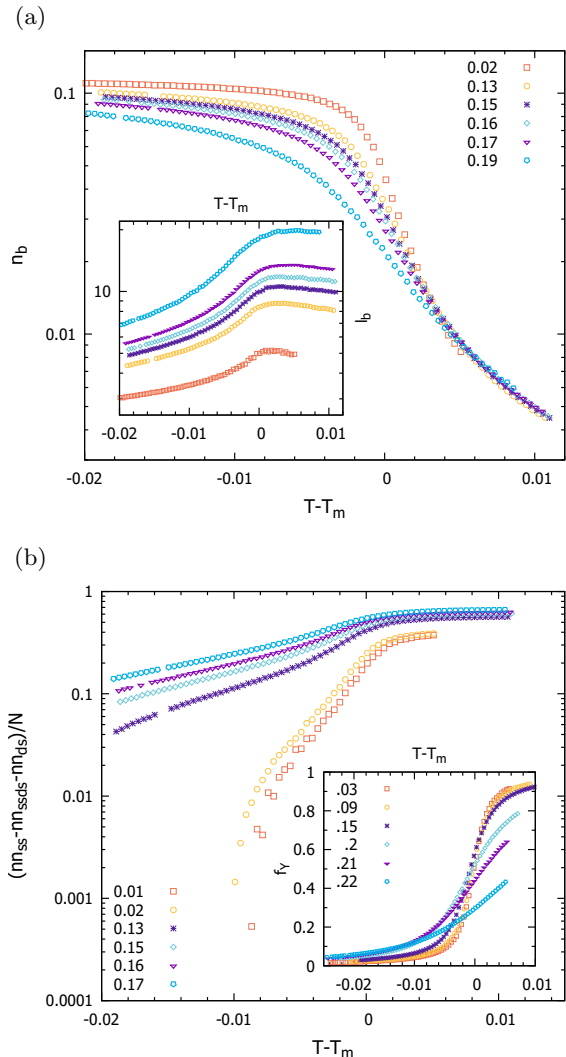 (a)
0.1
0.01
n_b
0.02
0.13
0.15
0.16
0.17
0.19
T-T_m
10
l_b
-0.02 -0.01 0 0.01
-0.02 -0.01 0 0.01
T-T_m
(b)
1
0.1
0.01
0.001
0.0001
(nn_ss-nn_ssds-nn_ds)/N
0.01
0.02
0.13
0.15
0.16
0.17
T-T_m
1
0.8
0.6
0.4
0.2
0
f_Y
.03
.09
.15
.2
.21
.22
-0.02 -0.01 0 0.01
-0.02 -0.01 0 0.01
T-T_m